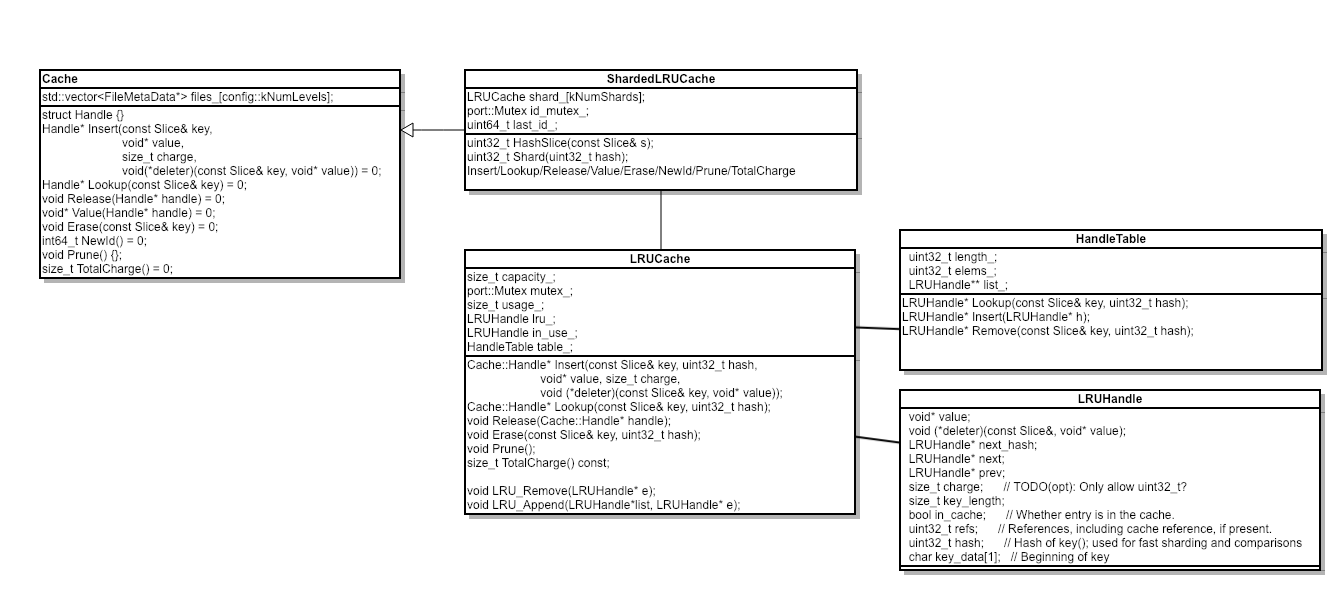 Cache
std::vector<FileMetaData*> files_[config::kNumLevels];
struct Handle {}
Handle* Insert(const Slice& key,
void* value,
size_t charge,
void(*deleter)(const Slice& key, void* value)) = 0;
Handle* Lookup(const Slice& key) = 0;
void Release(Handle* handle) = 0;
void* Value(Handle* handle) = 0;
void Erase(const Slice& key) = 0;
int64_t NewId() = 0;
void Prune() {};
size_t TotalCharge() = 0;
ShardedLRUCache
LRUCache shard_[kNumShards];
port::Mutex id_mutex_;
uint64_t last_id_;
uint32_t HashSlice(const Slice& s);
uint32_t Shard(uint32_t hash);
Insert/Lookup/Release/Value/Erase/NewId/Prune/TotalCharge
LRUCache
size_t capacity_;
port::Mutex mutex_;
size_t usage_;
LRUHandle lru_;
LRUHandle in_use_;
HandleTable table_;
Cache::Handle* Insert(const Slice& key, uint32_t hash,
void* value, size_t charge,
void (*deleter)(const Slice& key, void* value));
Cache::Handle* Lookup(const Slice& key, uint32_t hash);
void Release(Cache::Handle* handle);
void Erase(const Slice& key, uint32_t hash);
void Prune();
size_t TotalCharge() const;
void LRU_Remove(LRUHandle* e);
void LRU_Append(LRUHandle*list, LRUHandle* e);
HandleTable
uint32_t length_;
uint32_t elems_;
LRUHandle** list_;
LRUHandle* Lookup(const Slice& key, uint32_t hash);
LRUHandle* Insert(LRUHandle* h);
LRUHandle* Remove(const Slice& key, uint32_t hash);
LRUHandle
void* value;
void (*deleter)(const Slice&, void* value);
LRUHandle* next_hash;
LRUHandle* next;
LRUHandle* prev;
size_t charge; // TODO(opt): Only allow uint32_t?
size_t key_length;
bool in_cache; // Whether entry is in the cache.
uint32_t refs; // References, including cache reference, if present.
uint32_t hash; // Hash of key(); used for fast sharding and comparisons
char key_data[1]; // Beginning of key